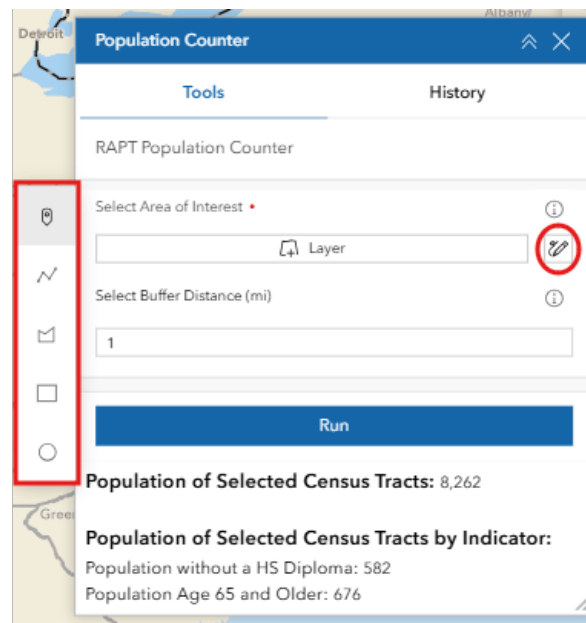 Albany
Detroit
Population Counter
Tools
History
RAPT Population Counter
Select Area of Interest •
Layer
Select Buffer Distance (mi)
1
Run
Population of Selected Census Tracts: 8,262
Gree
Population of Selected Census Tracts by Indicator:
Population without a HS Diploma: 582
Population Age 65 and Older: 676